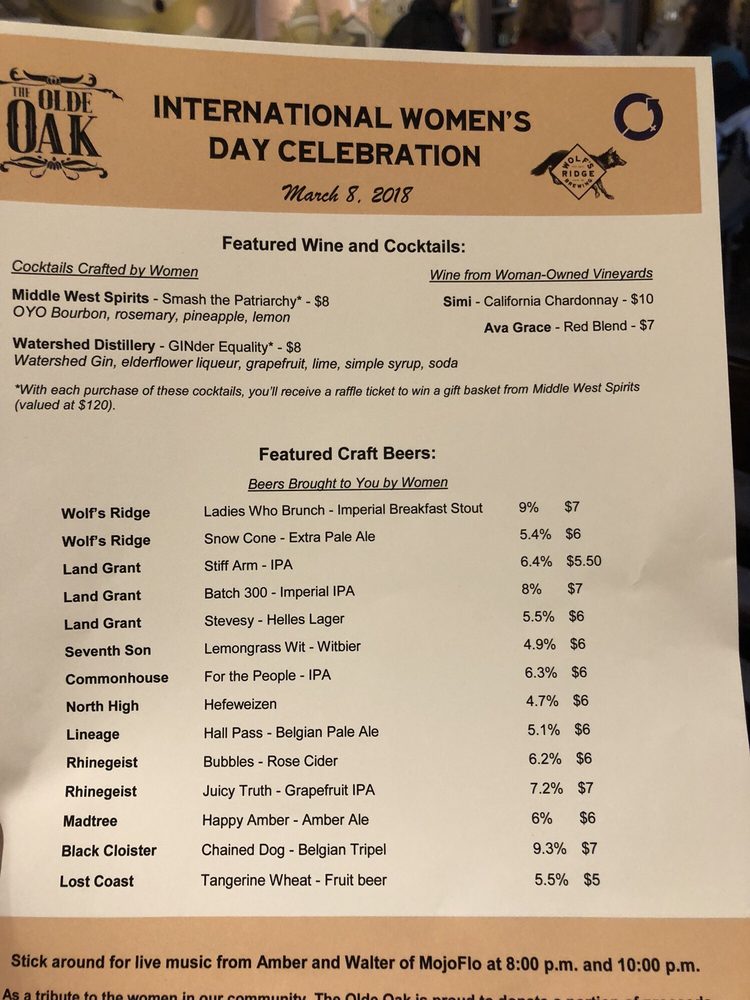 THE OLDE
OAK
INTERNATIONAL WOMEN'S
DAY CELEBRATION
March 8, 2018
WOLF'S
RIDGE
BREWING
Featured Wine and Cocktails:
Cocktails Crafted by Women
Middle West Spirits - Smash the Patriarchy* - $8
OYO Bourbon, rosemary, pineapple, lemon
Watershed Distillery - GINder Equality* - $8
Watershed Gin, elderflower liqueur, grapefruit, lime, simple syrup, soda
Wine from Woman-Owned Vineyards
Simi - California Chardonnay - $10
Ava Grace - Red Blend - $7
*With each purchase of these cocktails, you'll receive a raffle ticket to win a gift basket from Middle West Spirits
(valued at $120).
Featured Craft Beers:
Beers Brought to You by Women
Wolf's Ridge Ladies Who Brunch - Imperial Breakfast Stout 9% $7
Wolf's Ridge Snow Cone - Extra Pale Ale 5.4% $6
Land Grant Stiff Arm - IPA 6.4% $5.50
Land Grant Batch 300 - Imperial IPA 8% $7
Land Grant Stevesy - Helles Lager 5.5% $6
Seventh Son Lemongrass Wit - Witbier 4.9% $6
Commonhouse For the People - IPA 6.3% $6
North High Hefeweizen 4.7% $6
Lineage Hall Pass - Belgian Pale Ale 5.1% $6
Rhinegeist Bubbles - Rose Cider 6.2% $6
Rhinegeist Juicy Truth - Grapefruit IPA 7.2% $7
Madtree Happy Amber - Amber Ale 6% $6
Black Cloister Chained Dog - Belgian Tripel 9.3% $7
Lost Coast Tangerine Wheat - Fruit beer 5.5% $5
Stick around for live music from Amber and Walter of MojoFlo at 8:00 p.m. and 10:00 p.m.
As a tribute to the women in our community, The Olde Oak is proud to donate a portion of